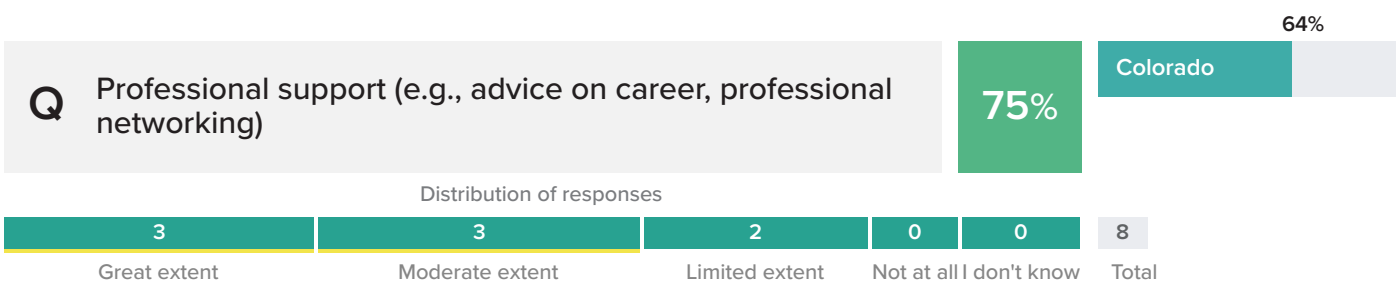 64%
Q Professional support (e.g., advice on career, professional
networking)
75%
Colorado
Distribution of responses
3 3 2 0 0 8
Great extent Moderate extent Limited extent Not at all I don't know Total